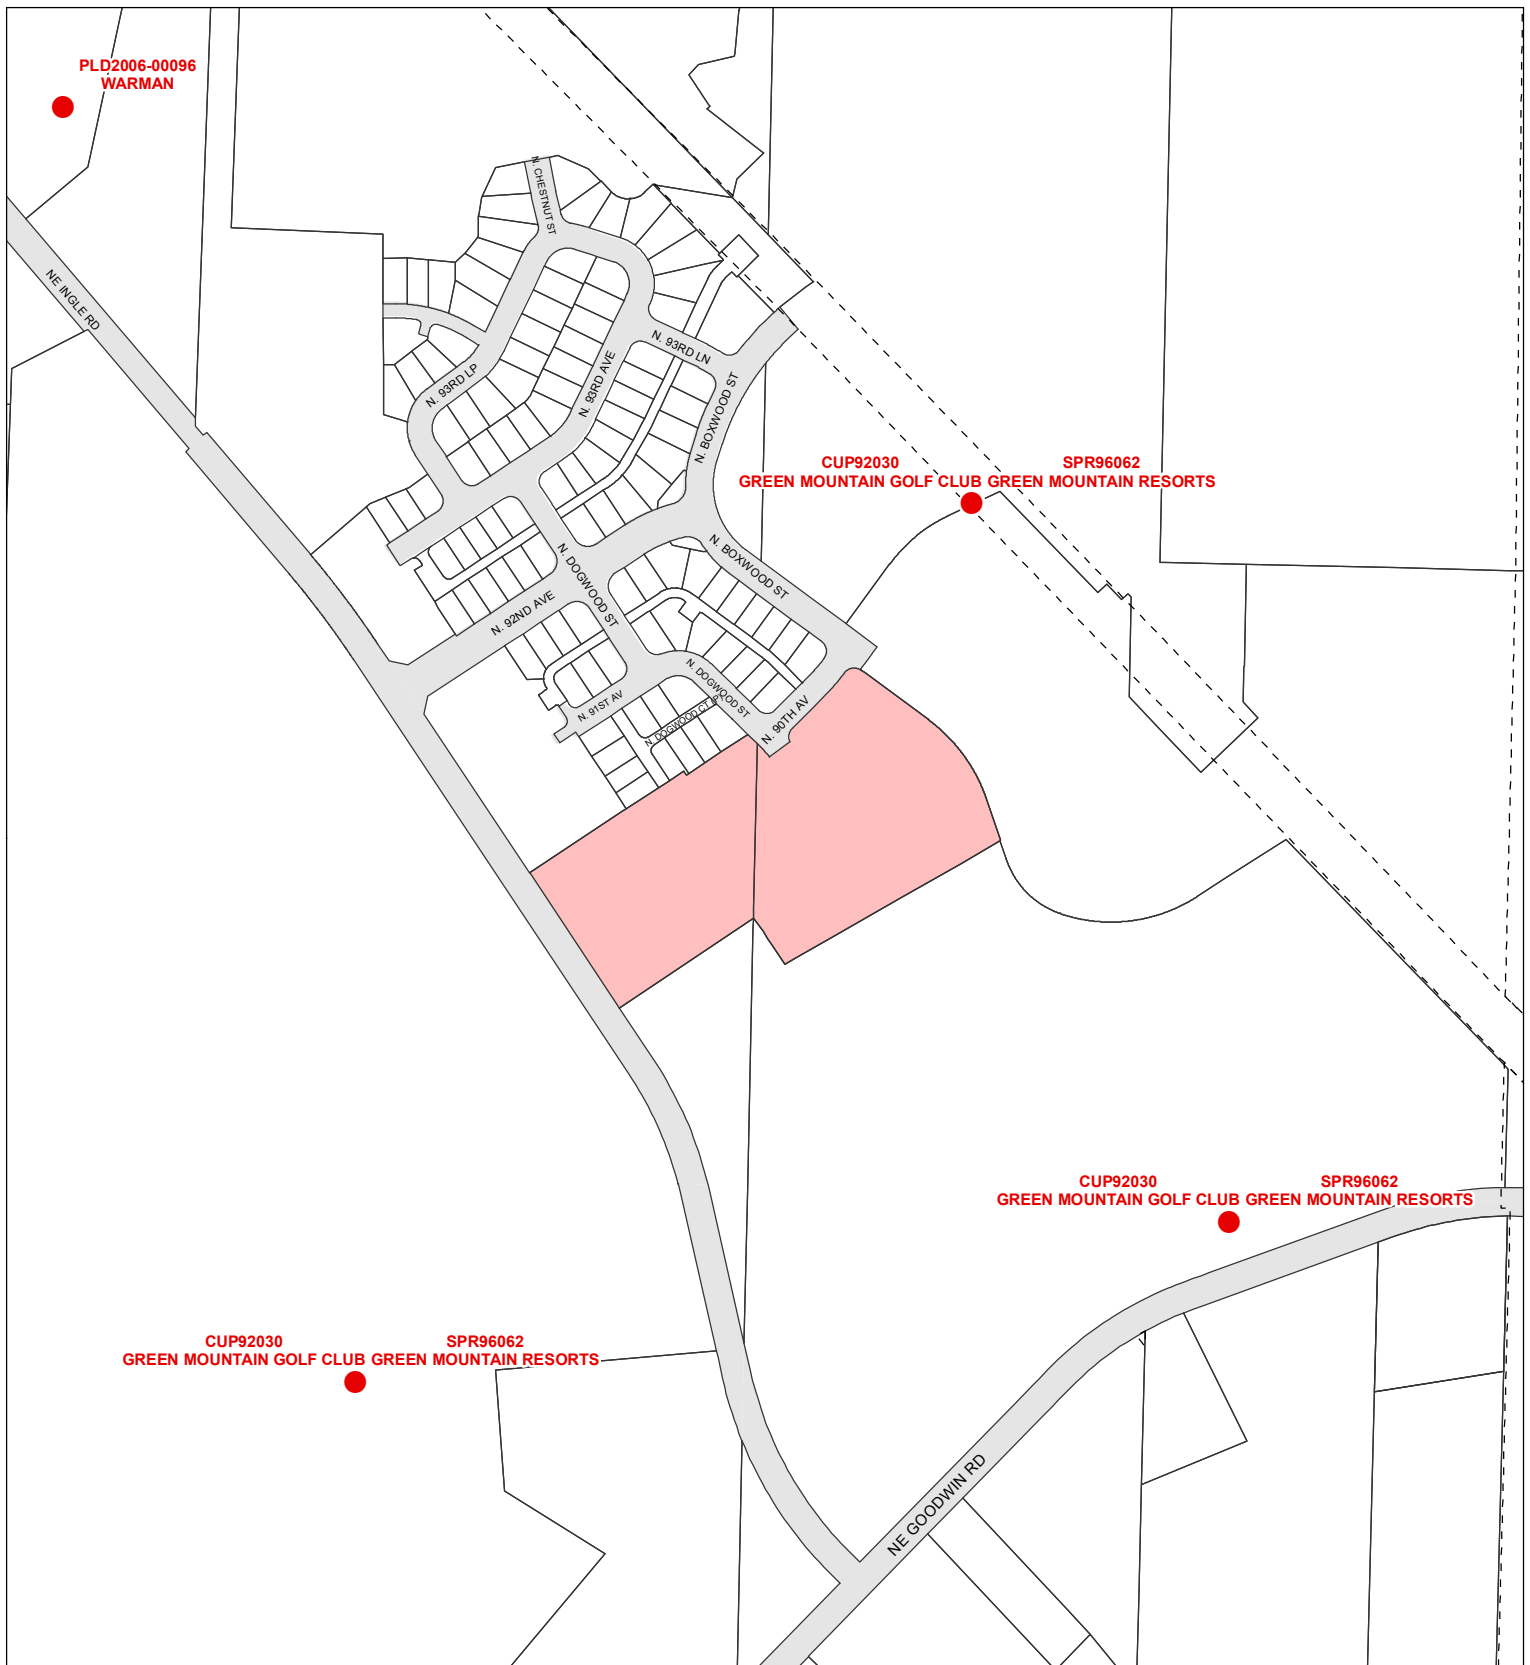 PLD2006-00096
WARMAN
N. CHESTNUT ST
NE INGLE RD
N. 93RD LN
N. 93RD LP
N. 93RD AVE
N. BOXWOOD ST
CUP92030 SPR96062
GREEN MOUNTAIN GOLF CLUB GREEN MOUNTAIN RESORTS
N. BOXWOOD ST
N. DOGWOOD ST
N. 92ND AVE
N. DOGWOOD ST
N. 91ST AV
N. DOGWOOD CT
N. 90TH AV
CUP92030 SPR96062
GREEN MOUNTAIN GOLF CLUB GREEN MOUNTAIN RESORTS
CUP92030 SPR96062
GREEN MOUNTAIN GOLF CLUB GREEN MOUNTAIN RESORTS
NE GOODWIN RD